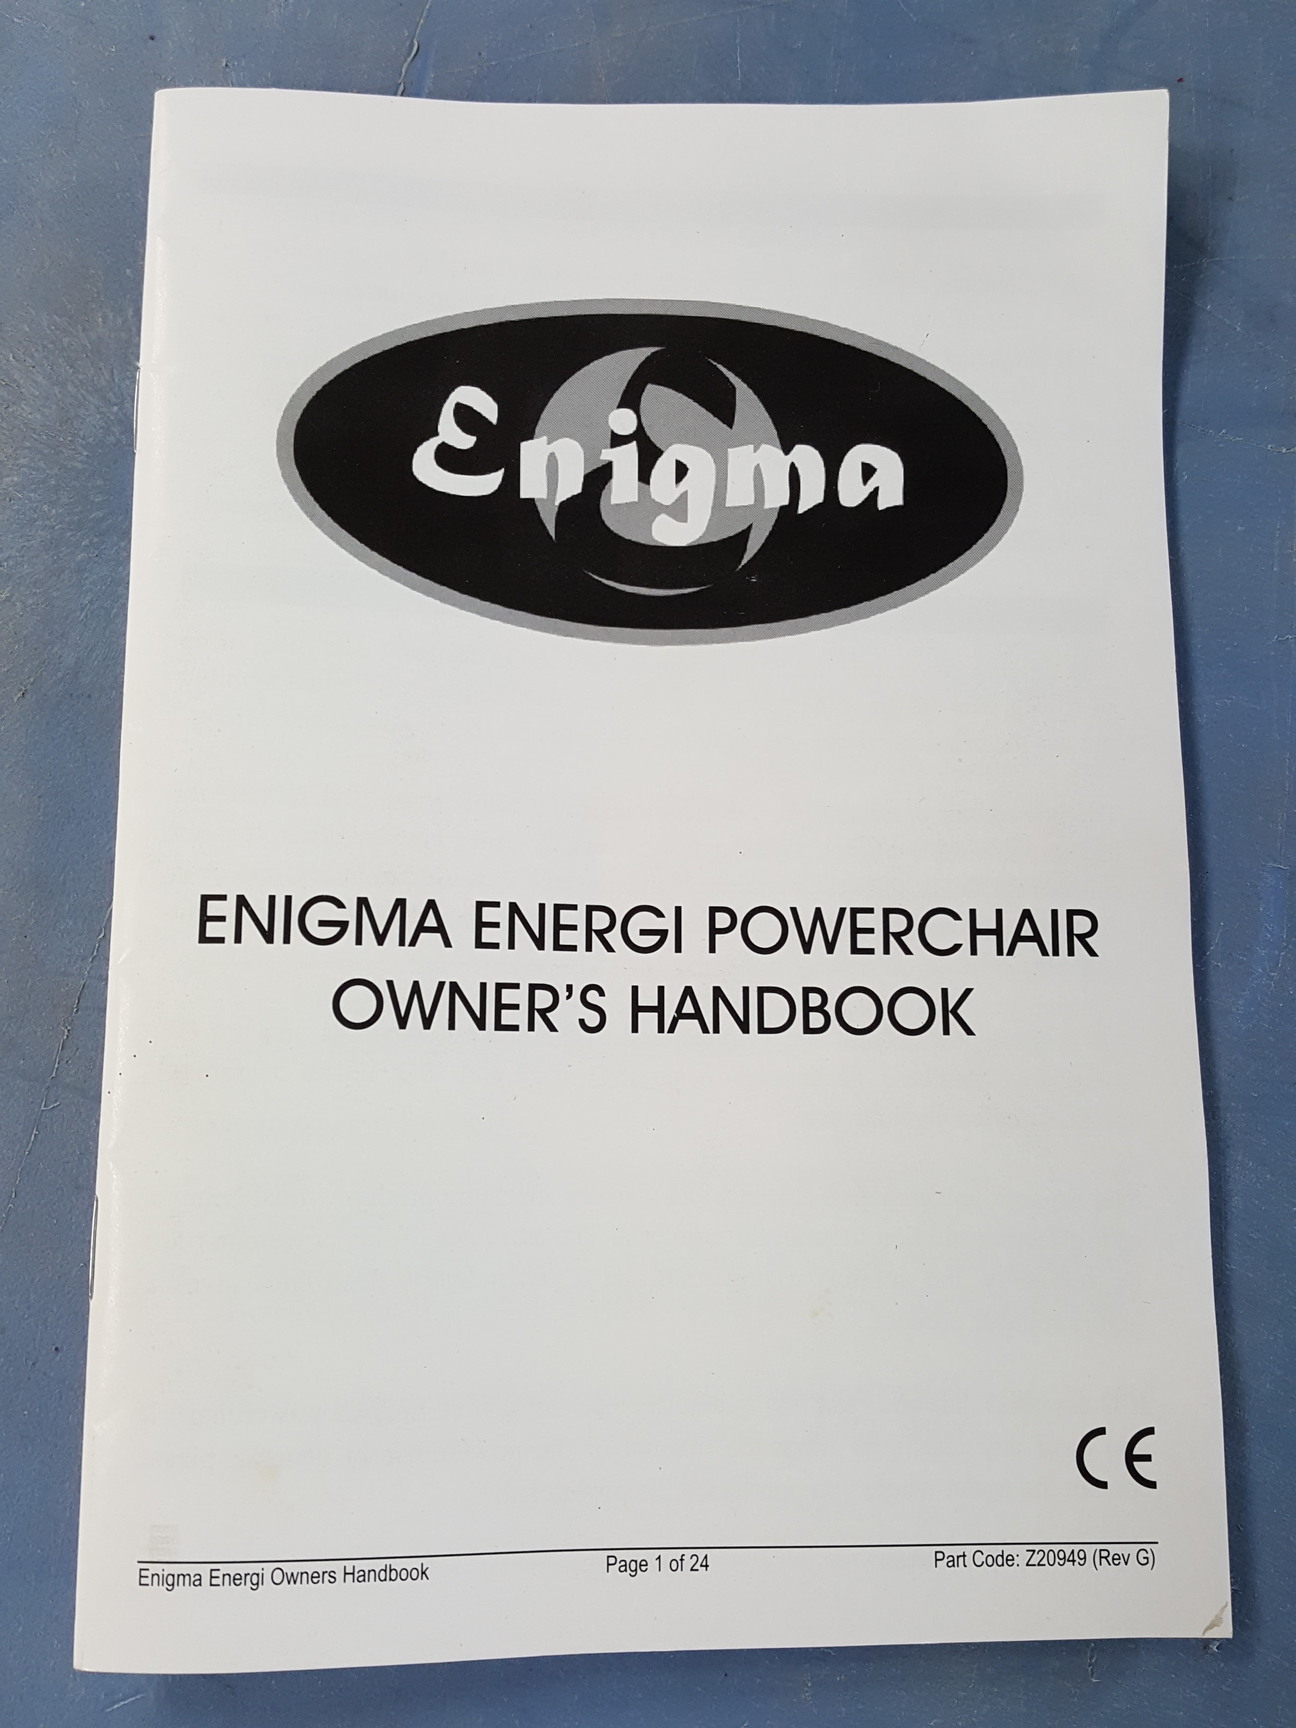 Enigma
ENIGMA ENERGI POWERCHAIR
OWNER'S HANDBOOK
CE
Enigma Energi Owners Handbook Page 1 of 24 Part Code: Z20949 (Rev G)